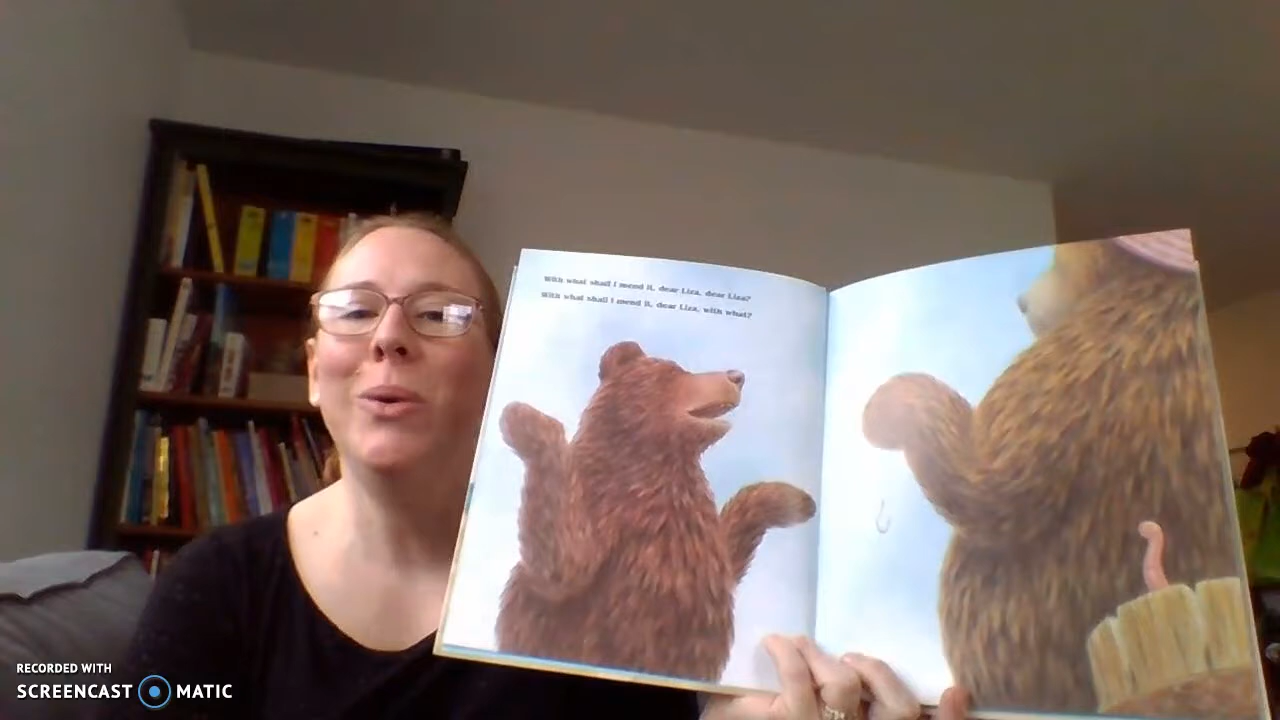 With what shall I mend it, dear Liza, dear Liza?
With what shall I mend it, dear Liza, with what?
RECORDED WITH
SCREENCAST MATIC